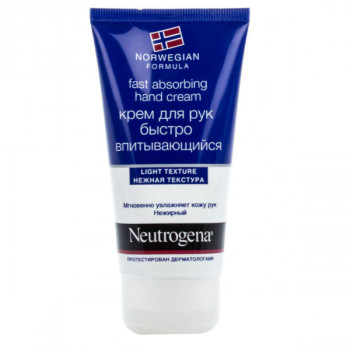 NORWEGIAN
FORMULA
fast absorbing
hand cream
крем для рук
быстро
впитывающийся
LIGHT TEXTURE
НЕЖНАЯ ТЕКСТУРА
Мгновенно увлажняет кожу рук
Нежирный
Neutrogena®
ПРОТЕСТИРОВАН ДЕРМАТОЛОГАМИ